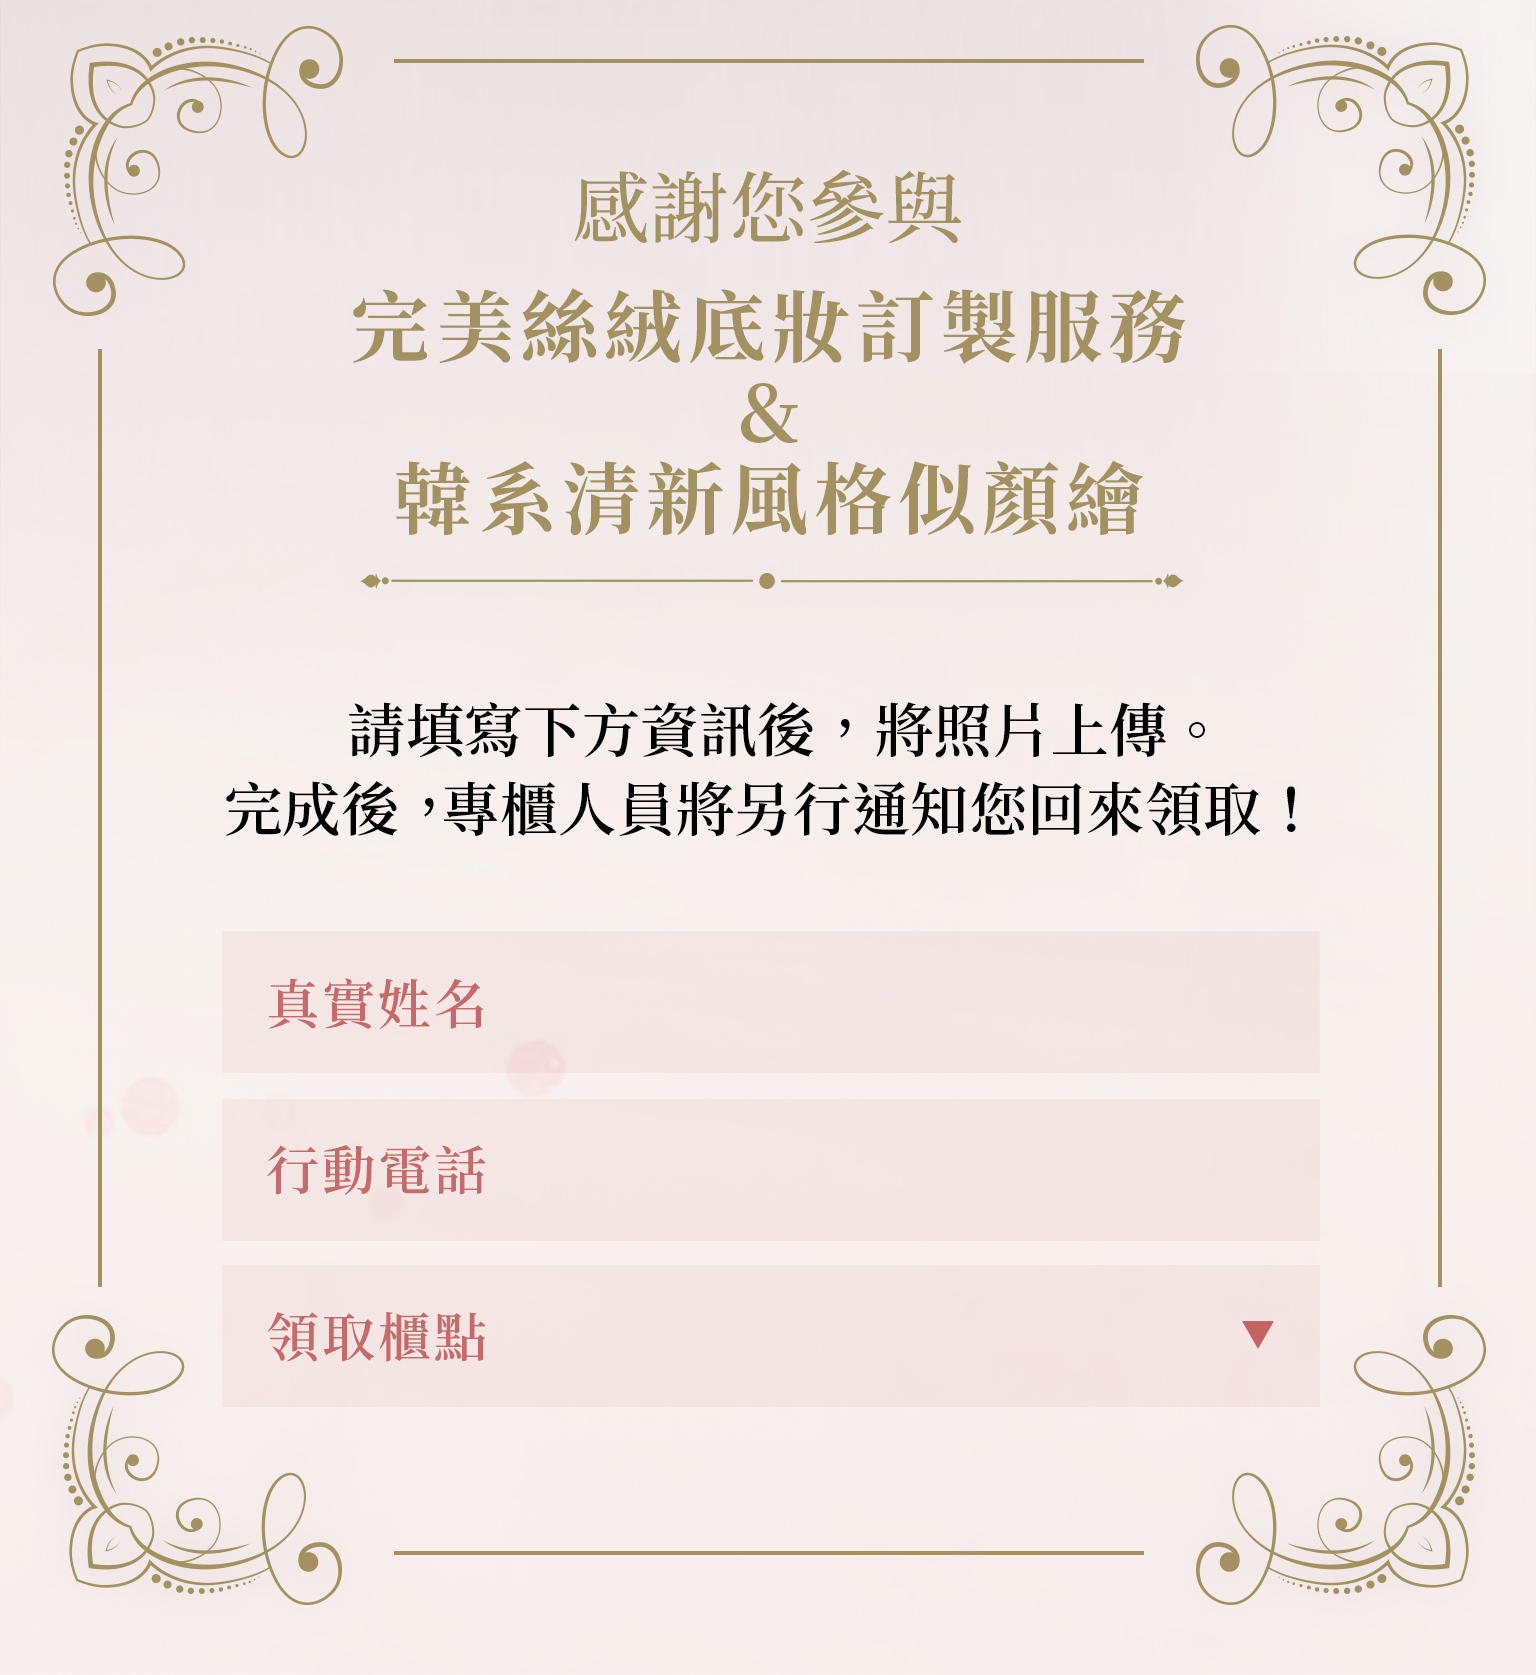 感謝您參與
完美絲絨底妝訂製服務
&
韓系清新風格似顏繪
請填寫下方資訊後，將照片上傳。
完成後，專櫃人員將另行通知您回來領取！
真實姓名
行動電話
領取櫃點